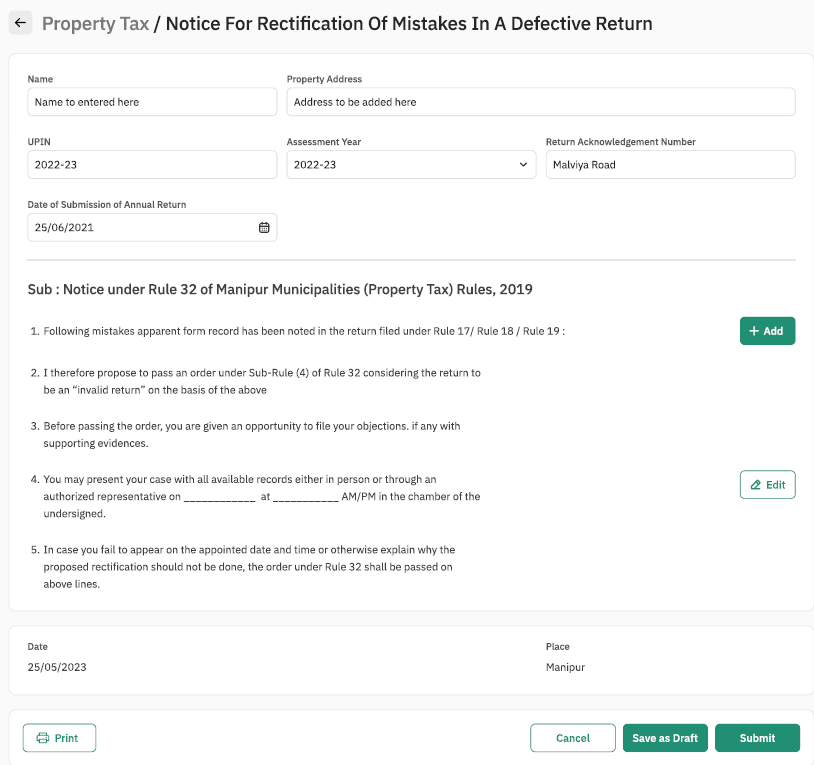 Property Tax / Notice For Rectification Of Mistakes In A Defective Return
Name
Property Address
Name to entered here
Address to be added here
UPIN
Assessment Year
Return Acknowledgement Number
2022-23
2022-23
Malviya Road
Date of Submission of Annual Return
25/06/2021
Sub : Notice under Rule 32 of Manipur Municipalities (Property Tax) Rules, 2019
1. Following mistakes apparent form record has been noted in the return filed under Rule 17/ Rule 18 / Rule 19 :
+ Add
2. I therefore propose to pass an order under Sub-Rule (4) of Rule 32 considering the return to
be an “invalid return” on the basis of the above
3. Before passing the order, you are given an opportunity to file your objections. if any with
supporting evidences.
4. You may present your case with all available records either in person or through an
authorized representative on ____________ at ___________ AM/PM in the chamber of the
undersigned.
Edit
5. In case you fail to appear on the appointed date and time or otherwise explain why the
proposed rectification should not be done, the order under Rule 32 shall be passed on
above lines.
Date
Place
25/05/2023
Manipur
Print
Cancel
Save as Draft
Submit